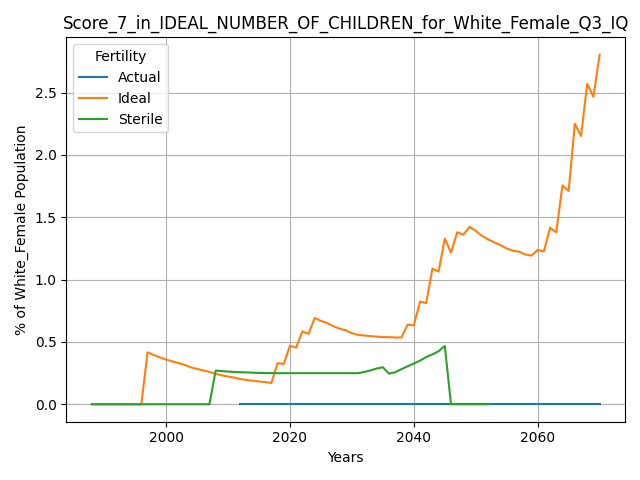 Score_7_in_IDEAL_NUMBER_OF_CHILDREN_for_White_Female_Q3_IQ
Fertility
Actual
Ideal
Sterile
% of White_Female Population
2.5
2.0
1.5
1.0
0.5
0.0
2000 2020 2040 2060
Years